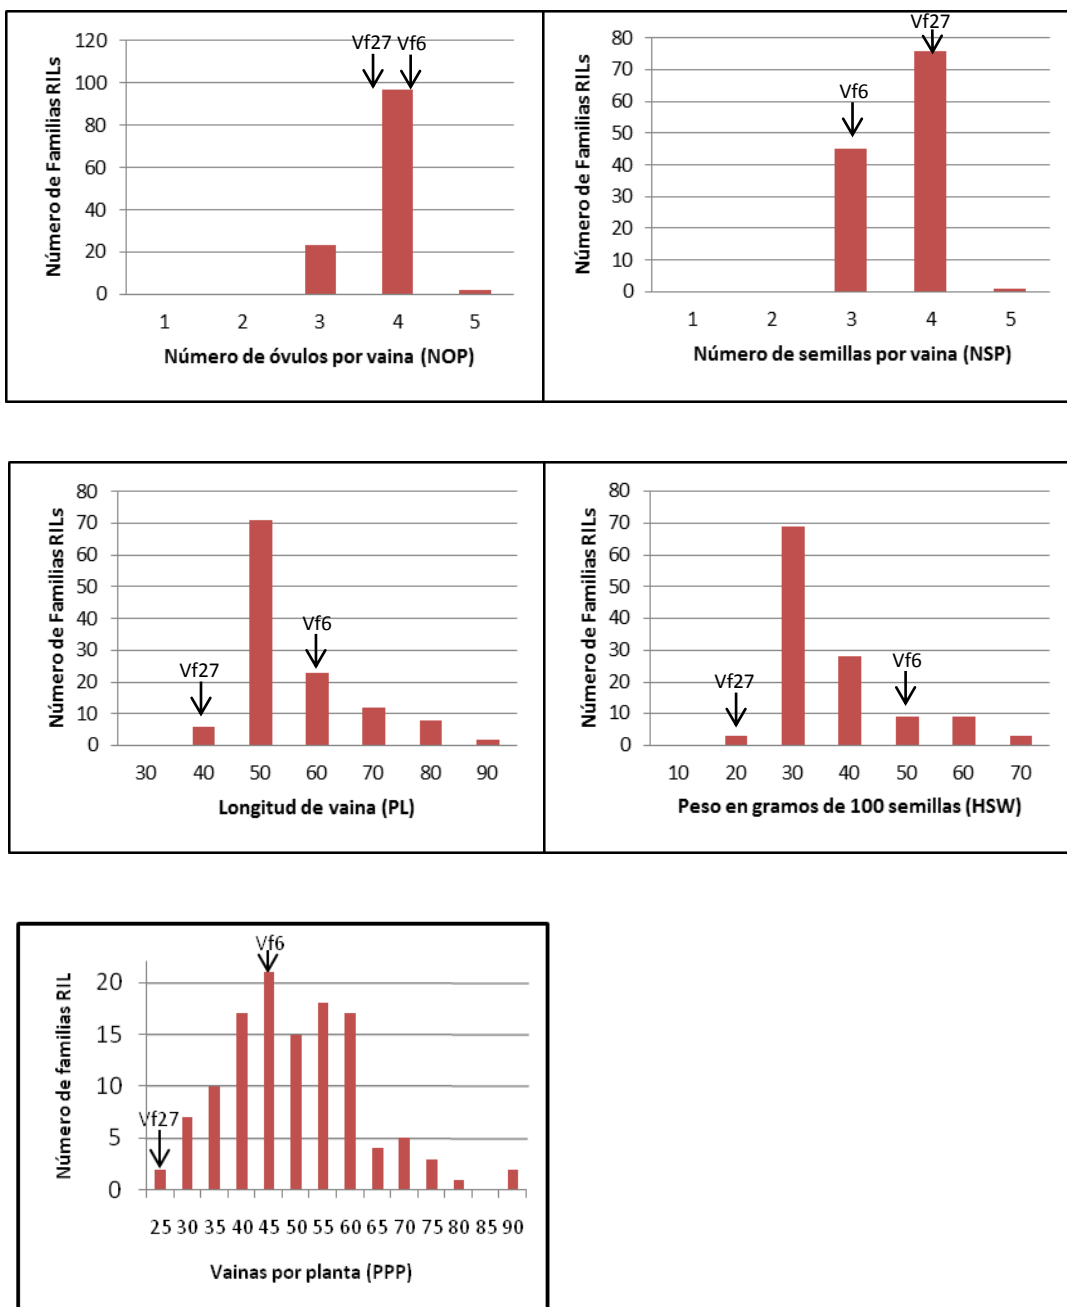 Número de Familias RILs
120
100
80
60
40
20
0
Vf27 Vf6
1 2 3 4 5
Número de óvulos por vaina (NOP)
Número de Familias RILs
80
70
60
50
40
30
20
10
0
Vf6
Vf27
1 2 3 4 5
Número de semillas por vaina (NSP)
Número de Familias RILs
80
70
60
50
40
30
20
10
0
Vf27
Vf6
30 40 50 60 70 80 90
Longitud de vaina (PL)
Número de Familias RILs
80
70
60
50
40
30
20
10
0
Vf27
Vf6
10 20 30 40 50 60 70
Peso en gramos de 100 semillas (HSW)
Número de familias RIL
20
15
10
5
0
Vf27
Vf6
25 30 35 40 45 50 55 60 65 70 75 80 85 90
Vainas por planta (PPP)